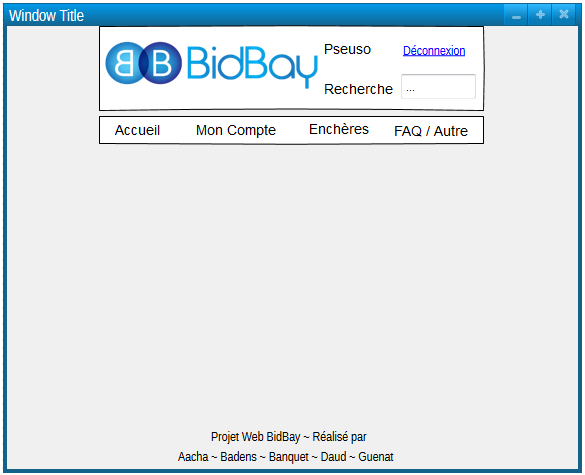 Window Title
BB BidBay
Pseuso Déconnexion
Recherche ...
Accueil Mon Compte Enchères FAQ / Autre
Projet Web BidBay ~ Réalisé par
Aacha ~ Badens ~ Banquet ~ Daud ~ Guenat